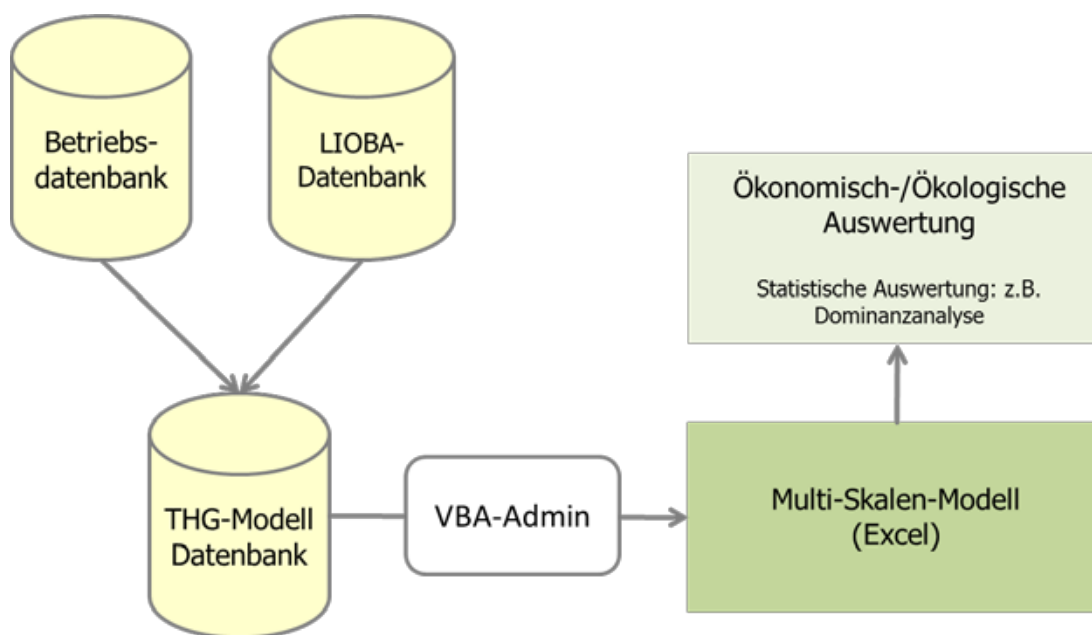 Betriebs-
datenbank
LIOBA-
Datenbank
Ökonomisch-/Ökologische
Auswertung
Statistische Auswertung: z.B.
Dominanzanalyse
THG-Modell
Datenbank
VBA-Admin
Multi-Skalen-Modell
(Excel)